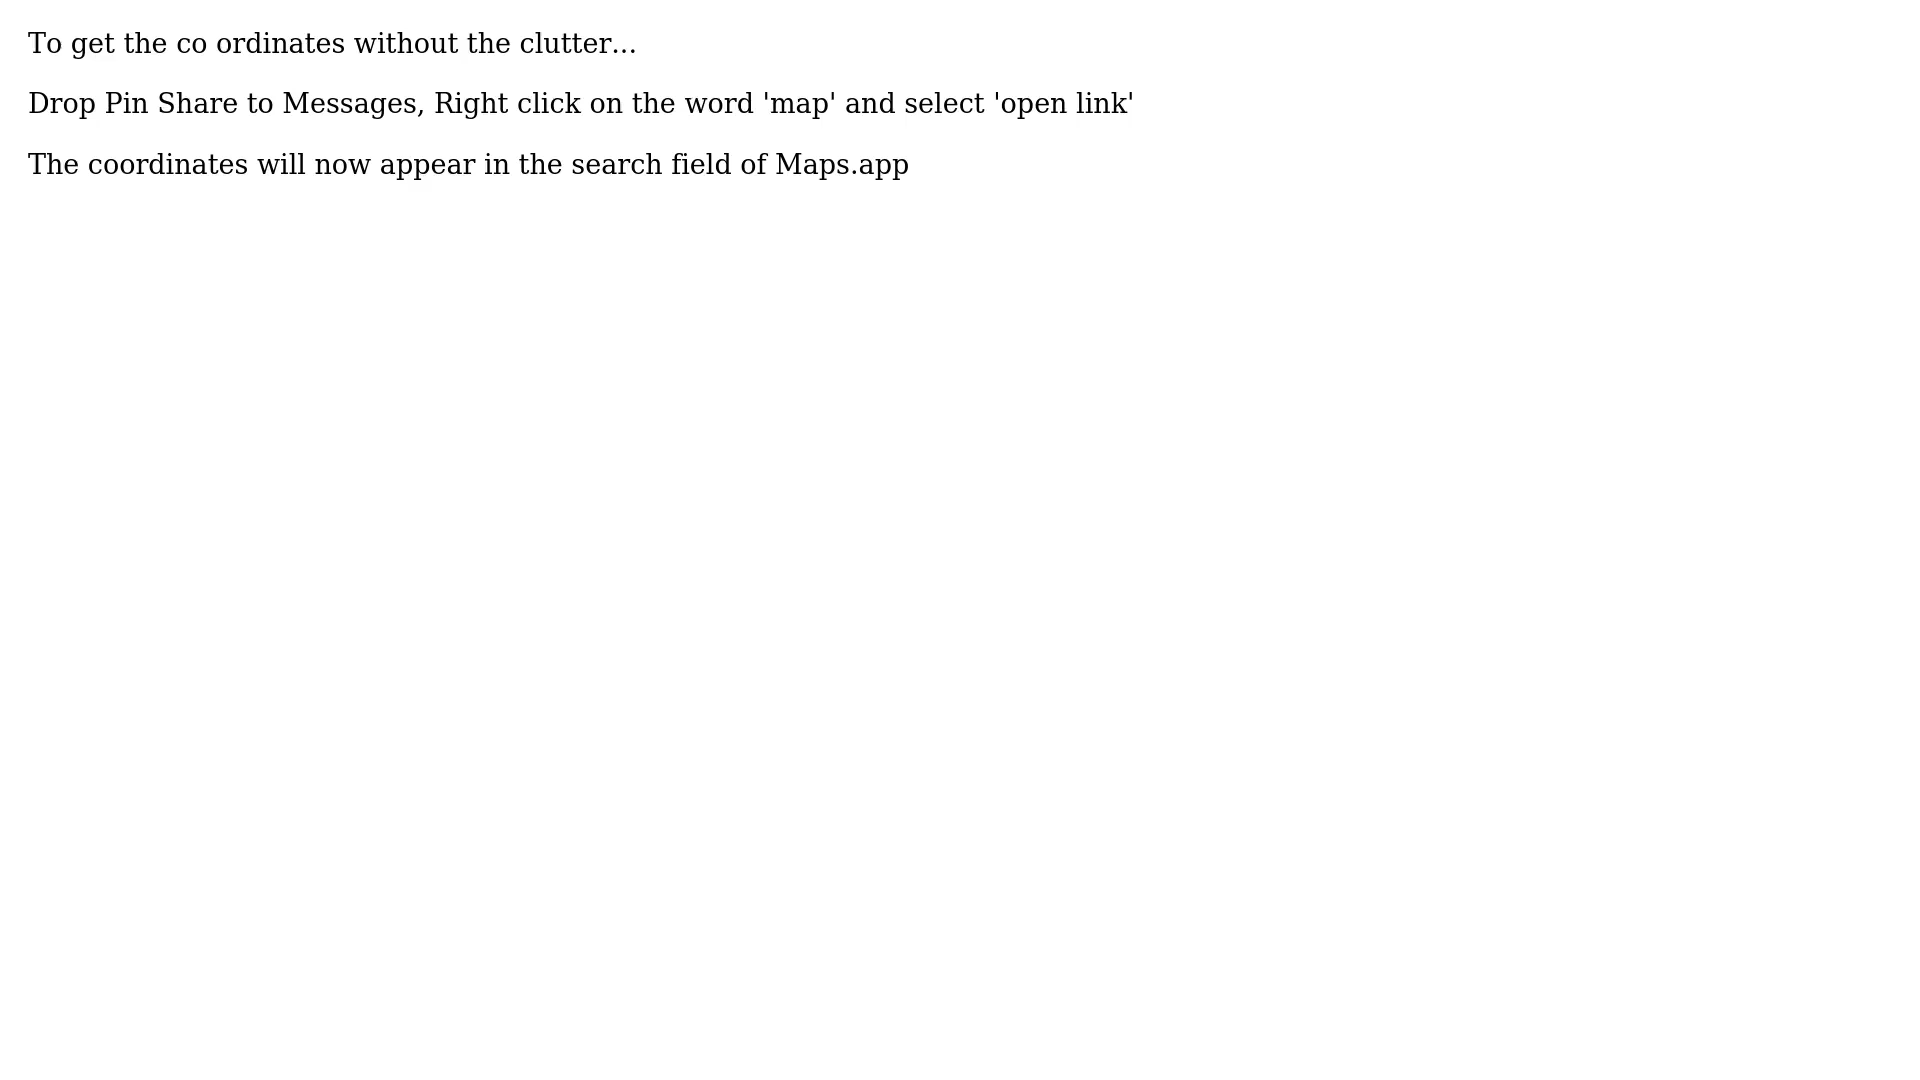 To get the co ordinates without the clutter...
Drop Pin Share to Messages, Right click on the word 'map' and select 'open link'
The coordinates will now appear in the search field of Maps.app